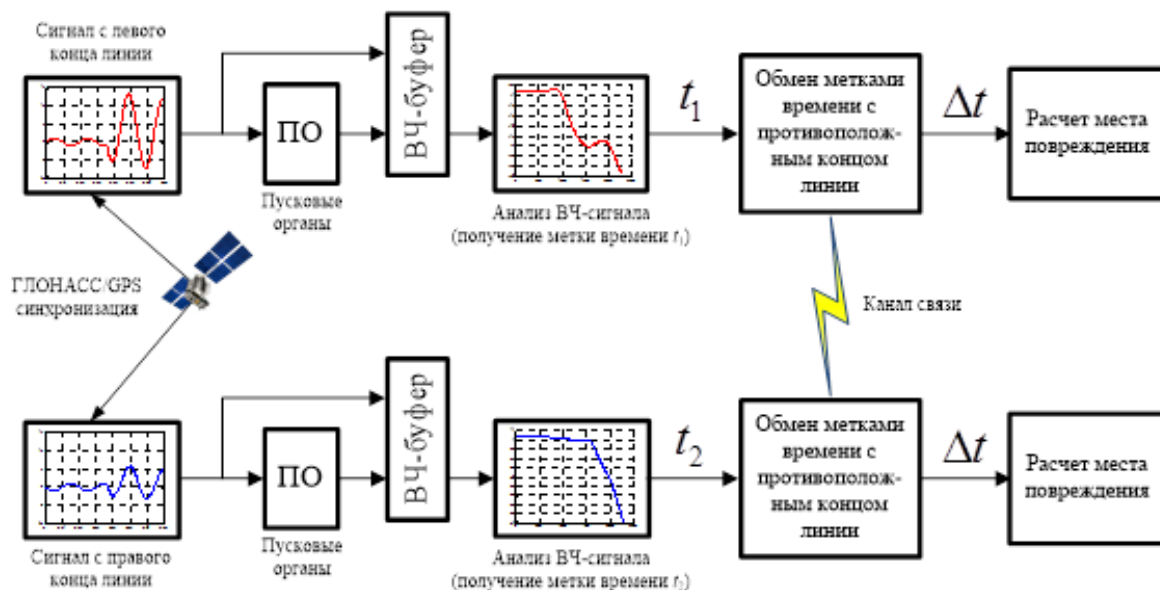 Сигнал с левого
конца линии
ПО
Пусковые
органы
ВЧ-буфер
Анализ ВЧ-сигнала
(получение метки времени t₁)
t₁
Обмен метками
времени с
противополож-
ным концом
линии
Δt
Расчет места
повреждения
ГЛОНАСС/GPS
синхронизация
Канал связи
Сигнал с правого
конца линии
ПО
Пусковые
органы
ВЧ-буфер
Анализ ВЧ-сигнала
(получение метки времени t₂)
t₂
Обмен метками
времени с
противополож-
ным концом
линии
Δt
Расчет места
повреждения